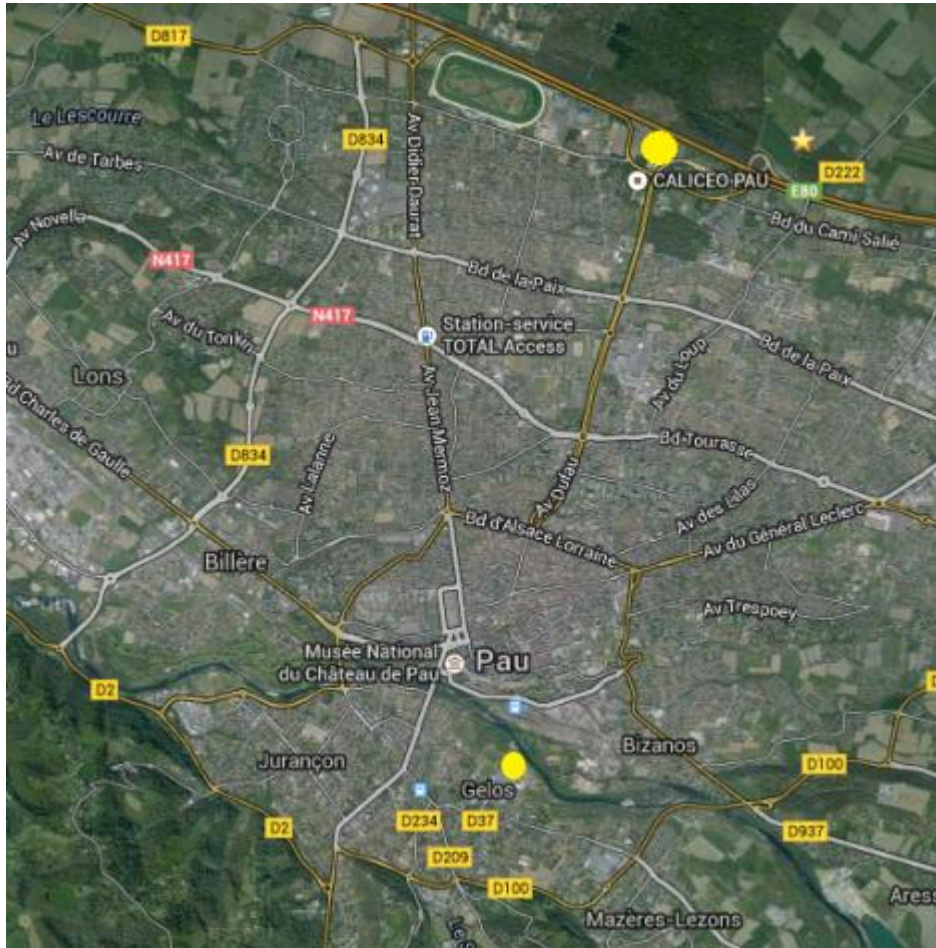 D817
Le Lescourre
D834
Av Didier Daurat
Av de Tarbes
CALICEO PAU
D222
E80
Av Novella
Bd du Cami Salié
N417
Bd de la Paix
N417
Station-service
TOTAL Access
Av du Tonkin
Av du Loup
Bd de la Paix
Lons
Bd Charles de Gaulle
Av Jean Mermoz
Bd Tourasse
D834
Av Lalanne
Av Dufau
Av des Lilas
Bd d'Alsace Lorraine
Av du Général Leclerc
Billère
Av Trespoey
Musée National
du Château de Pau
Pau
D2
Bizanos
Jurançon
D100
Gelos
D2
D234
D37
D937
D209
D100
Mazères-Lezons